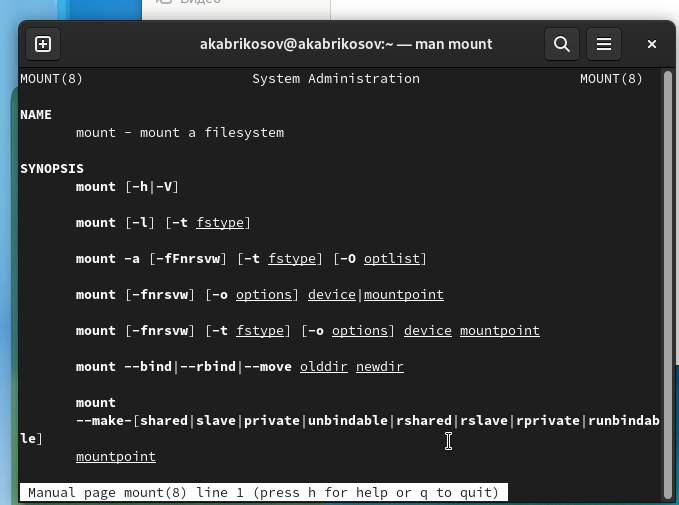 Видео
akabrikosov@akabrikosov:~ — man mount
MOUNT(8) System Administration MOUNT(8)
NAME
mount - mount a filesystem
SYNOPSIS
mount [-h|-V]
mount [-l] [-t fstype]
mount -a [-fFnrsvw] [-t fstype] [-O optlist]
mount [-fnrsvw] [-o options] device|mountpoint
mount [-fnrsvw] [-t fstype] [-o options] device mountpoint
mount --bind|--rbind|--move olddir newdir
mount
--make-[shared|slave|private|unbindable|rshared|rslave|rprivate|runbindab
le]
mountpoint
Manual page mount(8) line 1 (press h for help or q to quit)